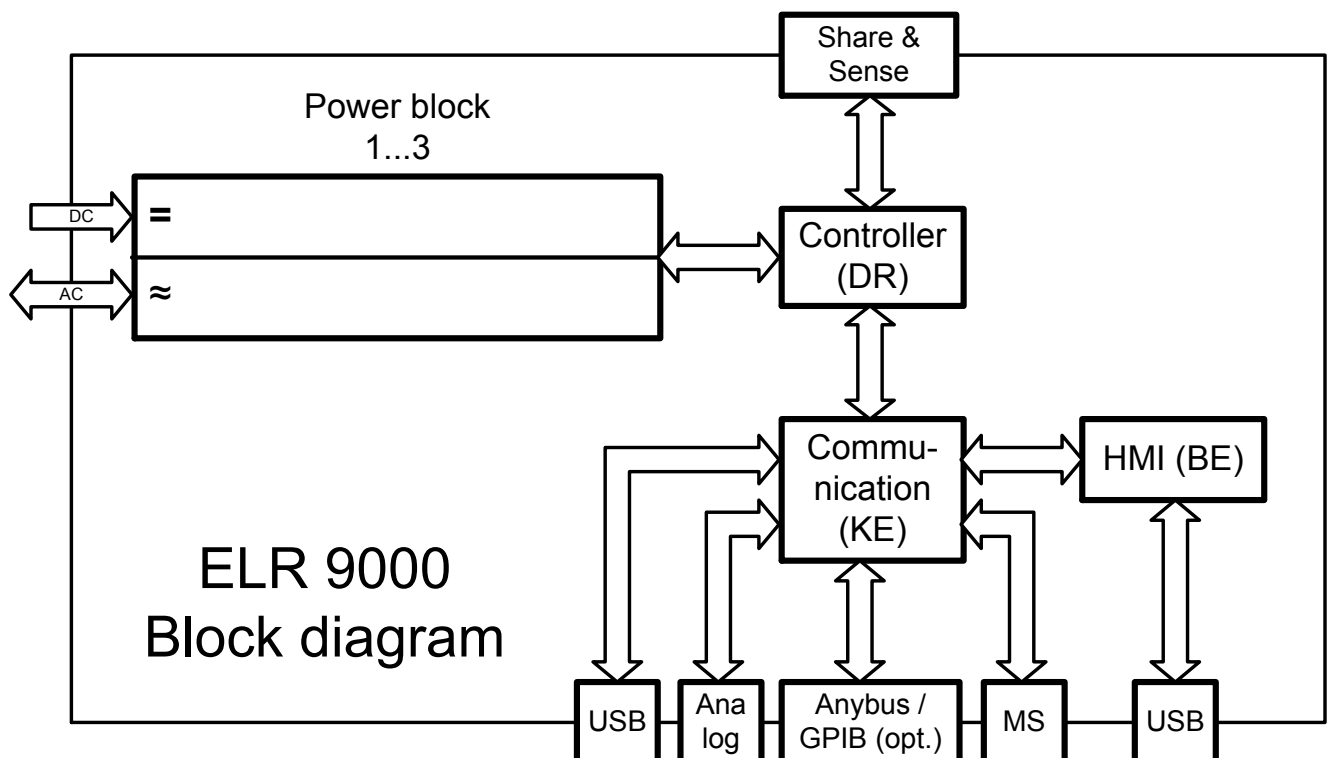 Share &
Sense
Power block
1...3
DC
=
AC
≈
Controller
(DR)
Commu-
nication
(KE)
HMI (BE)
ELR 9000
Block diagram
USB
Ana
log
Anybus /
GPIB (opt.)
MS
USB